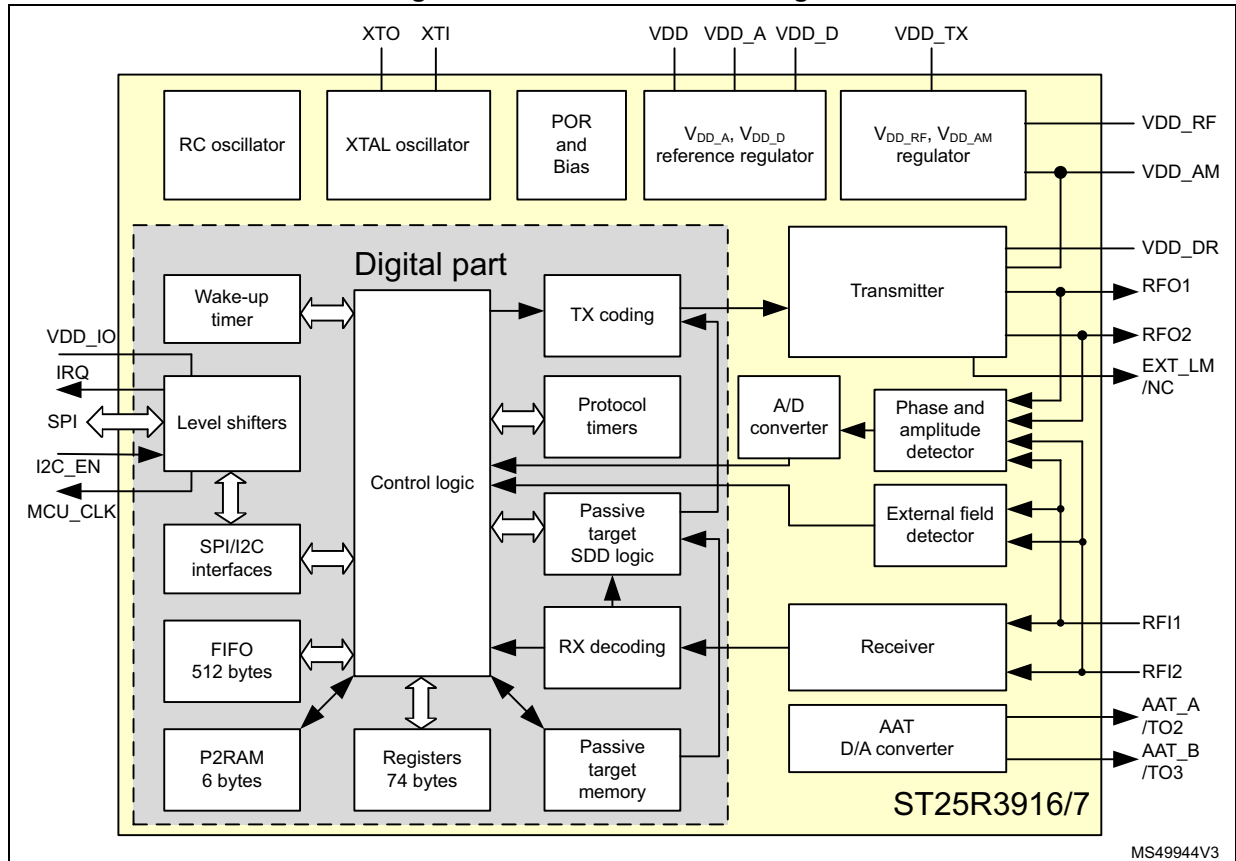 XTO XTI VDD VDD_A VDD_D VDD_TX
RC oscillator
XTAL oscillator
POR
and
Bias
VDD_A, VDD_D
reference regulator
VDD_RF, VDD_AM
regulator
VDD_RF
VDD_AM
VDD_DR
RFO1
RFO2
EXT_LM
/NC
Digital part
Wake-up
timer
TX coding
Transmitter
VDD_IO
IRQ
SPI
I2C_EN
MCU_CLK
Level shifters
Control logic
Protocol
timers
A/D
converter
Phase and
amplitude
detector
SPI/I2C
interfaces
Passive
target
SDD logic
External field
detector
FIFO
512 bytes
RX decoding
Receiver
RFI1
RFI2
P2RAM
6 bytes
Registers
74 bytes
Passive
target
memory
AAT
D/A converter
AAT_A
/TO2
AAT_B
/TO3
ST25R3916/7
MS49944V3